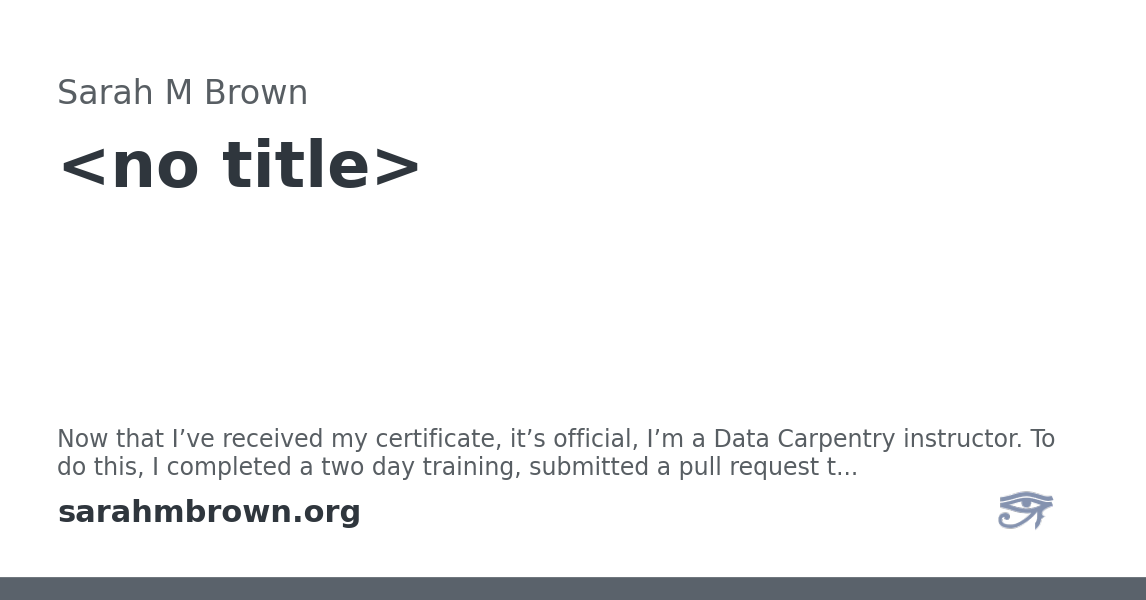 Sarah M Brown
<no title>
Now that I’ve received my certificate, it’s official, I’m a Data Carpentry instructor. To
do this, I completed a two day training, submitted a pull request t...
sarahmbrown.org